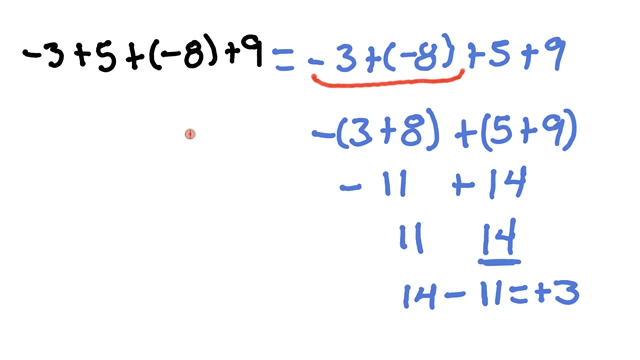 -3+5+(-8)+9 = -3+(-8)+5+9
-(3+8) +(5+9)
-11 +14
11 14
14-11=+3